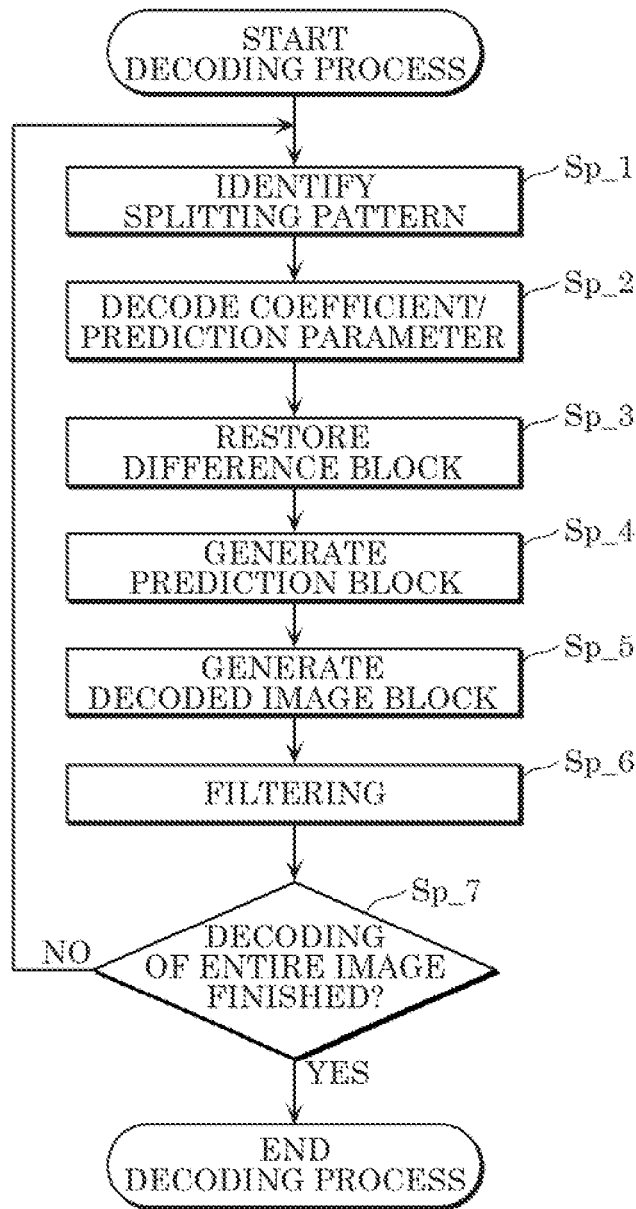 START
DECODING PROCESS
Sp_1
IDENTIFY
SPLITTING PATTERN
Sp_2
DECODE COEFFICIENT/
PREDICTION PARAMETER
Sp_3
RESTORE
DIFFERENCE BLOCK
Sp_4
GENERATE
PREDICTION BLOCK
Sp_5
GENERATE
DECODED IMAGE BLOCK
Sp_6
FILTERING
Sp_7
NO
DECODING
OF ENTIRE IMAGE
FINISHED?
YES
END
DECODING PROCESS